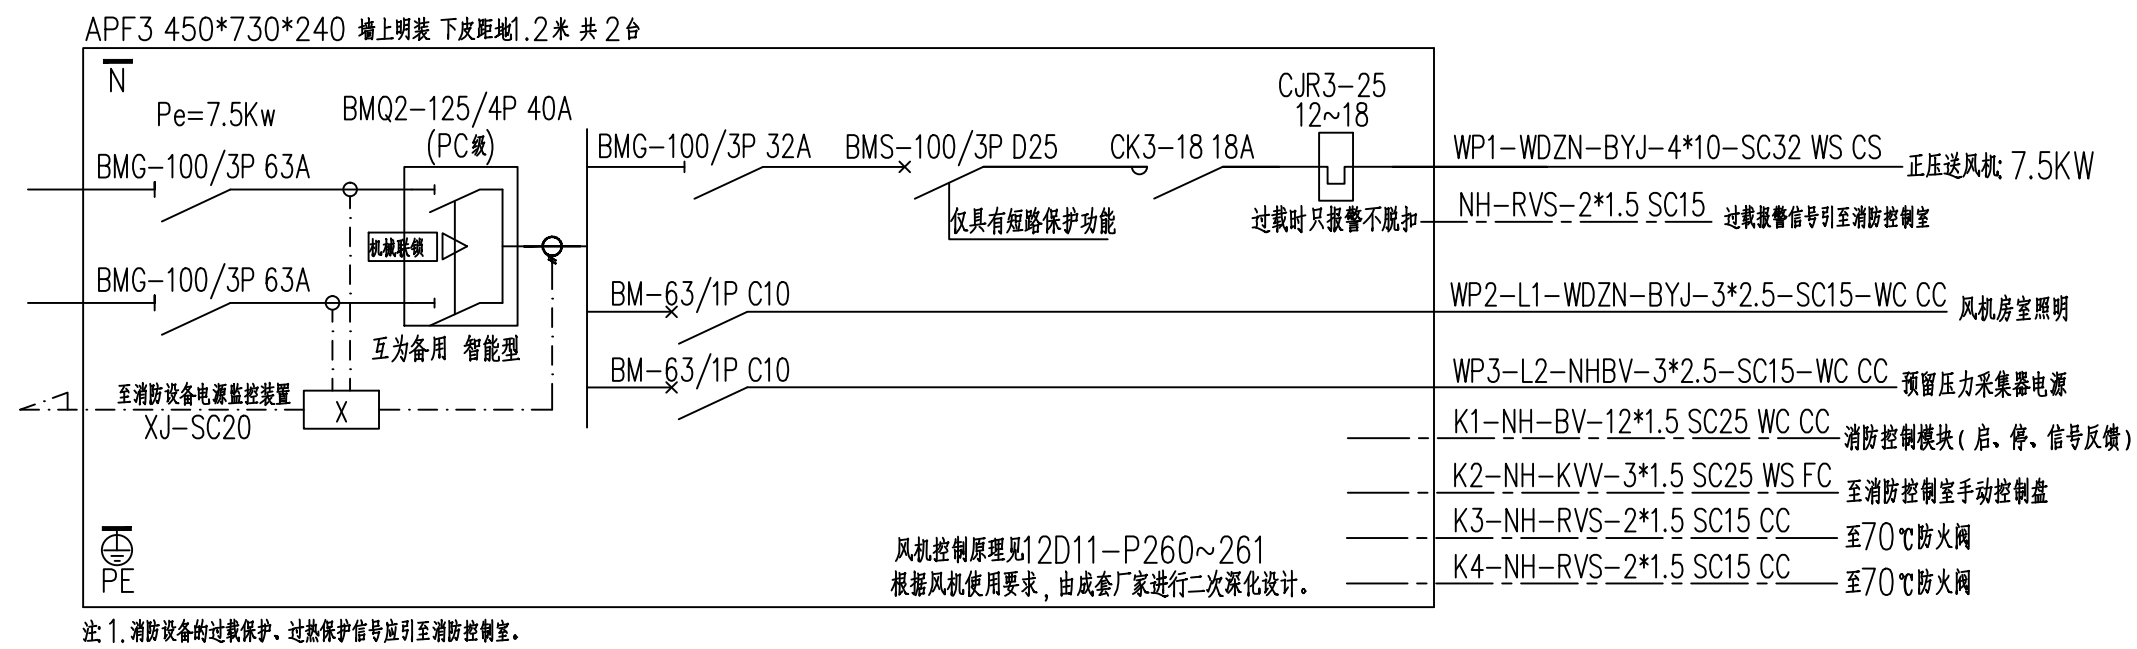 APF3 450*730*240 墙上明装 下皮距地1.2米 共2台
N
Pe=7.5Kw
BMQ2-125/4P 40A
(PC级)
CJR3-25
12~18
BMG-100/3P 63A
BMG-100/3P 32A
BMS-100/3P D25
CK3-18 18A
WP1-WDZN-BYJ-4*10-SC32 WS CS
正压送风机: 7.5KW
仅具有短路保护功能
过载时只报警不脱扣
NH-RVS-2*1.5 SC15
过载报警信号引至消防控制室
机械联锁
BMG-100/3P 63A
BM-63/1P C10
WP2-L1-WDZN-BYJ-3*2.5-SC15-WC CC
风机房室照明
互为备用 智能型
BM-63/1P C10
WP3-L2-NHBV-3*2.5-SC15-WC CC
预留压力采集器电源
至消防设备电源监控装置
XJ-SC20
X
K1-NH-BV-12*1.5 SC25 WC CC
消防控制模块(启、停、信号反馈)
K2-NH-KVV-3*1.5 SC25 WS FC
至消防控制室手动控制盘
K3-NH-RVS-2*1.5 SC15 CC
至70℃防火阀
风机控制原理见12D11-P260~261
K4-NH-RVS-2*1.5 SC15 CC
至70℃防火阀
PE
根据风机使用要求,由成套厂家进行二次深化设计。
注:1.消防设备的过载保护、过热保护信号应引至消防控制室。